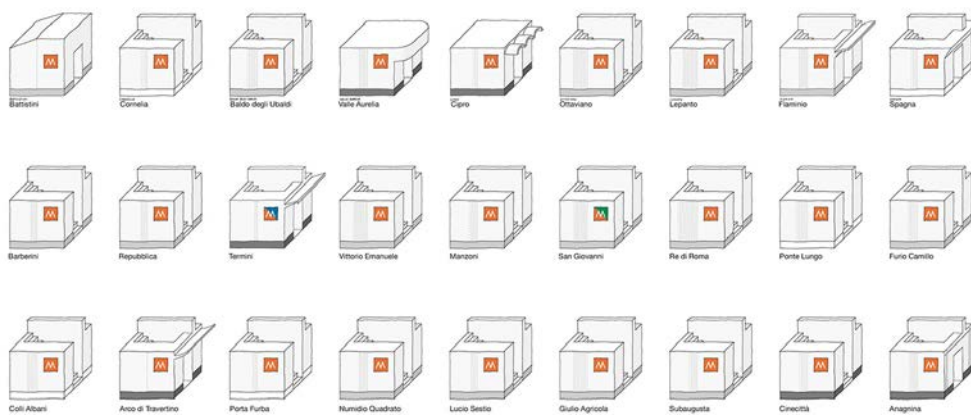 Battistini
Cornelia
Baldo degli Ubaldi
Valle Aurelia
Cipro
Ottaviano
Lepanto
Flaminio
Spagna
M
M
M
M
M
M
M
M
M
Barberini
Repubblica
Termini
Vittorio Emanuele
Manzoni
San Giovanni
Re di Roma
Ponte Lungo
Furio Camillo
M
M
M
M
M
M
M
M
M
Colli Albani
Arco di Travertino
Porta Furba
Numidio Quadrato
Lucio Sestio
Giulio Agricola
Subaugusta
Cinecittà
Anagnina
M
M
M
M
M
M
M
M
M